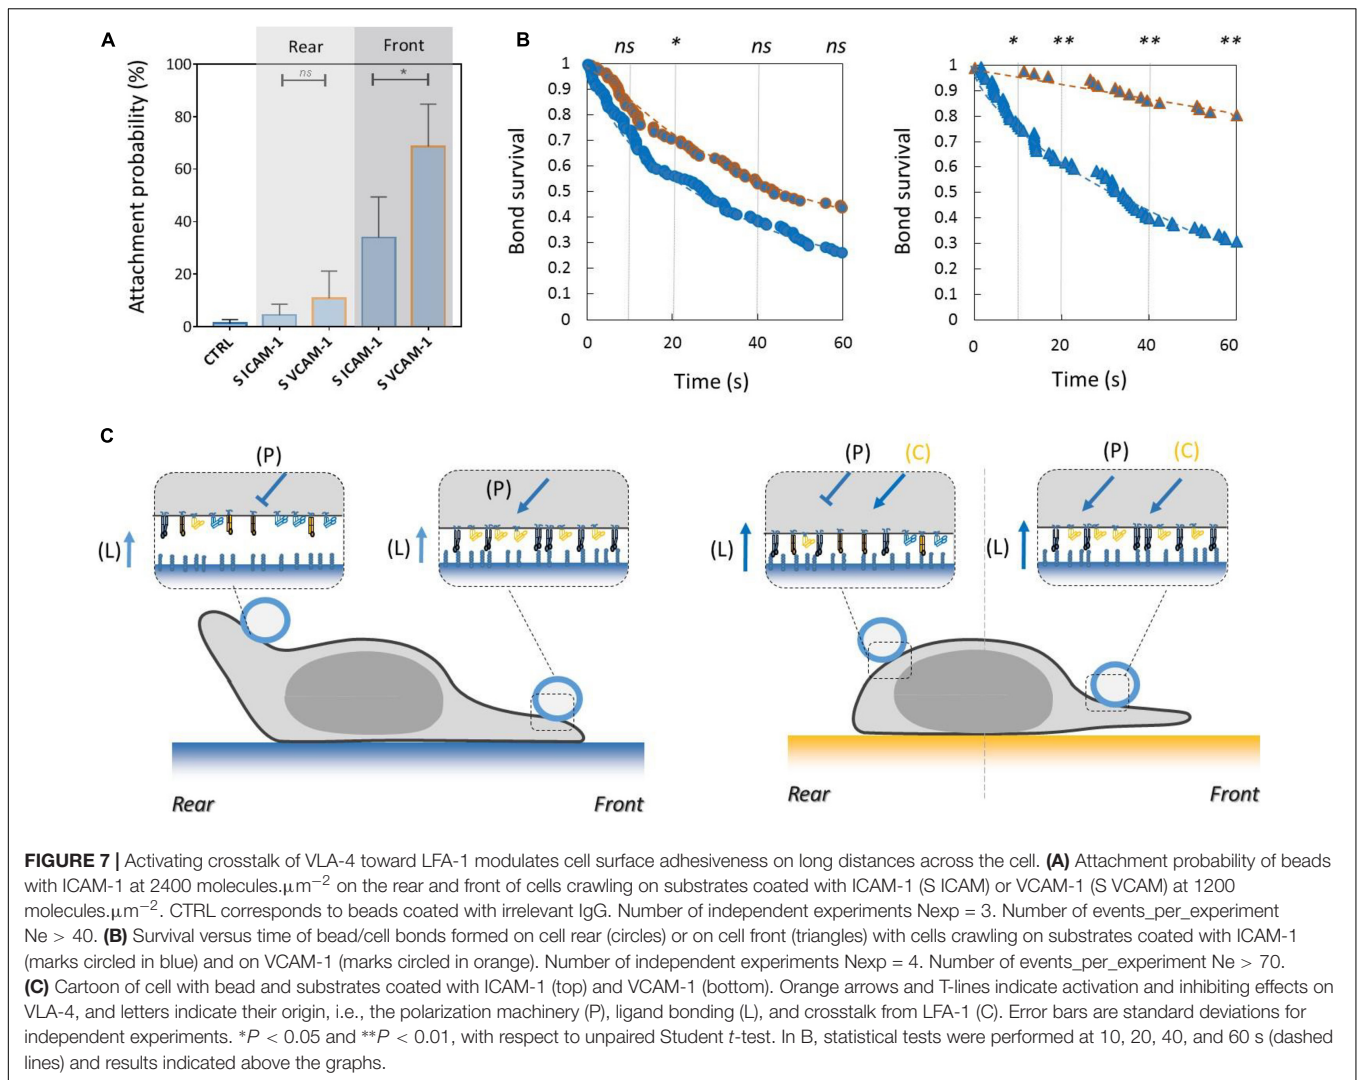 A
Rear
Front
ns
*
Attachment probability (%)
100
80
60
40
20
0
CTRL
S ICAM-1
S VCAM-1
S ICAM-1
S VCAM-1
B
ns
*
ns
ns
Bond survival
1
0.9
0.8
0.7
0.6
0.5
0.4
0.3
0.2
0.1
0
0
20
40
60
Time (s)
*
**
**
**
Bond survival
1
0.9
0.8
0.7
0.6
0.5
0.4
0.3
0.2
0.1
0
0
20
40
60
Time (s)
C
(P)
(L)
(P)
(L)
(P)
(C)
(L)
(P)
(C)
(L)
Rear
Front
Rear
Front
FIGURE 7 | Activating crosstalk of VLA-4 toward LFA-1 modulates cell surface adhesiveness on long distances across the cell. (A) Attachment probability of beads
with ICAM-1 at 2400 molecules.μm−2 on the rear and front of cells crawling on substrates coated with ICAM-1 (S ICAM) or VCAM-1 (S VCAM) at 1200
molecules.μm−2. CTRL corresponds to beads coated with irrelevant IgG. Number of independent experiments Nexp = 3. Number of events_per_experiment
Ne > 40. (B) Survival versus time of bead/cell bonds formed on cell rear (circles) or on cell front (triangles) with cells crawling on substrates coated with ICAM-1
(marks circled in blue) and on VCAM-1 (marks circled in orange). Number of independent experiments Nexp = 4. Number of events_per_experiment Ne > 70.
(C) Cartoon of cell with bead and substrates coated with ICAM-1 (top) and VCAM-1 (bottom). Orange arrows and T-lines indicate activation and inhibiting effects on
VLA-4, and letters indicate their origin, i.e., the polarization machinery (P), ligand bonding (L), and crosstalk from LFA-1 (C). Error bars are standard deviations for
independent experiments. *P < 0.05 and **P < 0.01, with respect to unpaired Student t-test. In B, statistical tests were performed at 10, 20, 40, and 60 s (dashed
lines) and results indicated above the graphs.